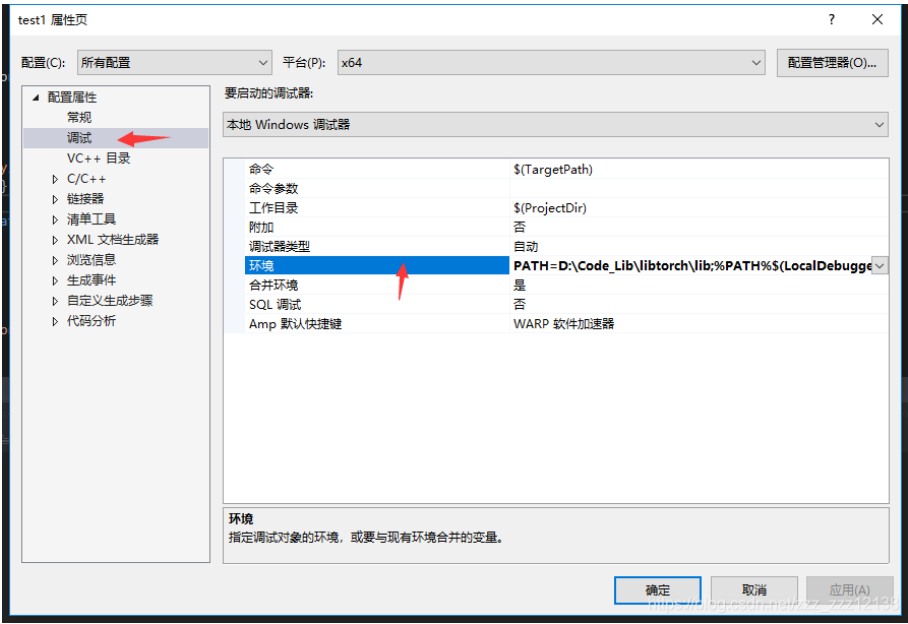 test1 属性页
?
配置(C):
所有配置
平台(P):
x64
配置管理器(O)...
配置属性
常规
调试
VC++ 目录
C/C++
链接器
清单工具
XML 文档生成器
浏览信息
生成事件
自定义生成步骤
代码分析
要启动的调试器:
本地 Windows 调试器
命令 $(TargetPath)
命令参数
工作目录 $(ProjectDir)
附加 否
调试器类型 自动
环境 PATH=D:\Code_Lib\libtorch\lib;%PATH%$(LocalDebugge
合并环境 是
SQL 调试 否
Amp 默认快捷键 WARP 软件加速器
环境
指定调试对象的环境，或要与现有环境合并的变量。
确定
取消
应用(A)
https://blog.csdn.net/zzz_zzz12138